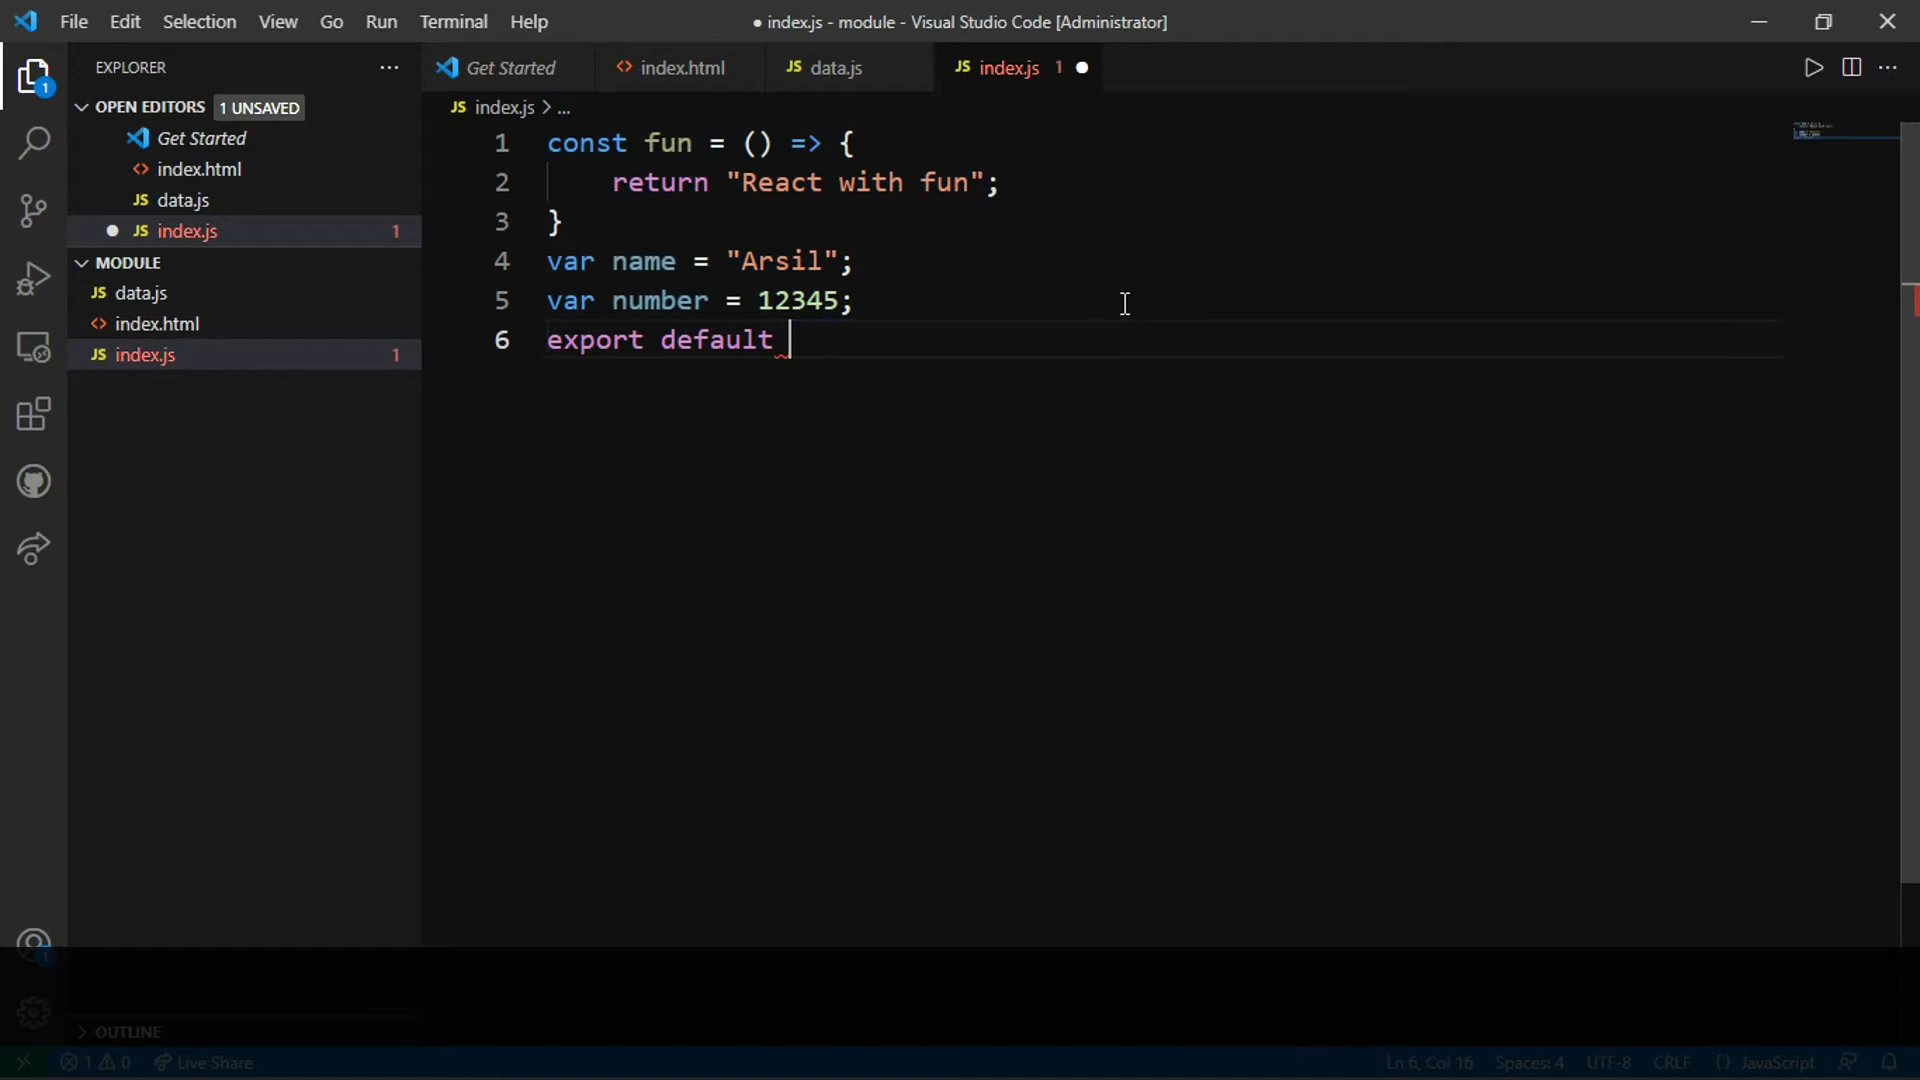 File Edit Selection View Go Run Terminal Help
● index.js - module - Visual Studio Code [Administrator]
EXPLORER
OPEN EDITORS 1 UNSAVED
Get Started
index.html
data.js
index.js 1
MODULE
data.js
index.html
index.js 1
OUTLINE
1
1
Get Started index.html data.js index.js 1
index.js > ...
1 const fun = () => {
2 return "React with fun";
3 }
4 var name = "Arsil";
5 var number = 12345;
6 export default
1 0 Live Share
Ln 6, Col 16 Spaces: 4 UTF-8 CRLF {} JavaScript